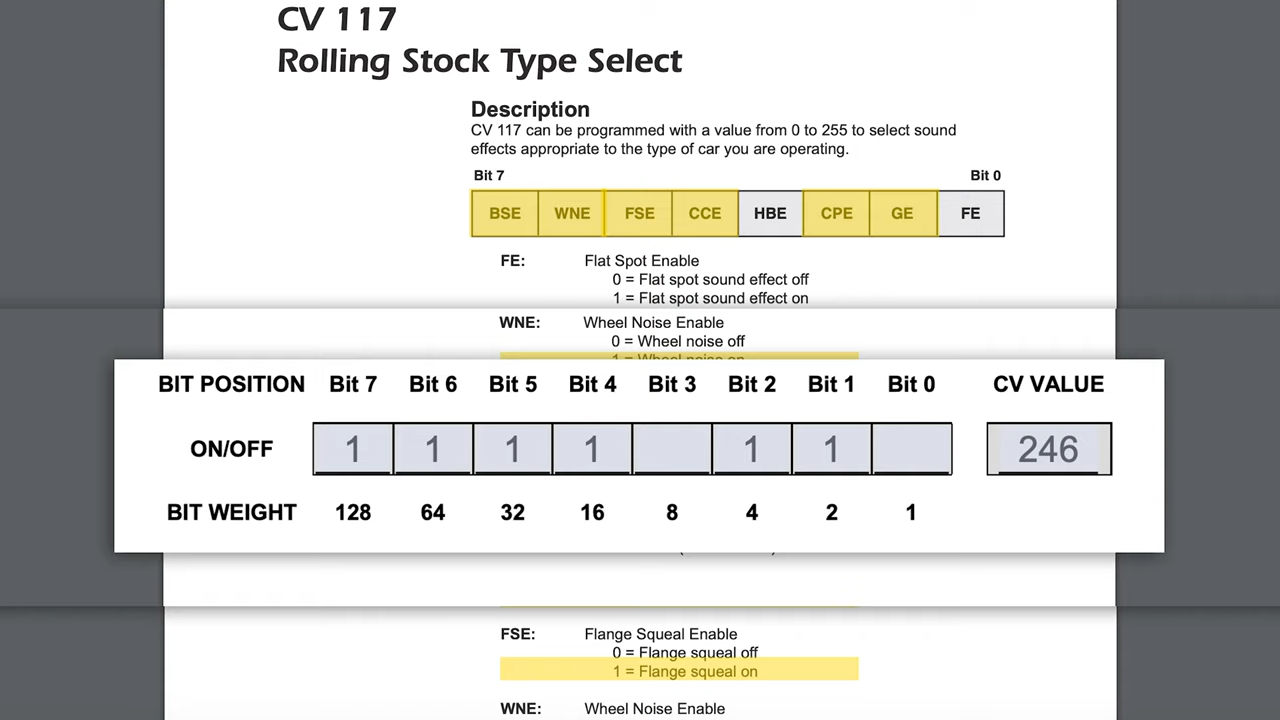 CV 117
Rolling Stock Type Select
Description
CV 117 can be programmed with a value from 0 to 255 to select sound
effects appropriate to the type of car you are operating.
Bit 7 Bit 0
BSE WNE FSE CCE HBE CPE GE FE
FE: Flat Spot Enable
0 = Flat spot sound effect off
1 = Flat spot sound effect on
WNE: Wheel Noise Enable
0 = Wheel noise off
1 = Wheel noise on
BIT POSITION Bit 7 Bit 6 Bit 5 Bit 4 Bit 3 Bit 2 Bit 1 Bit 0 CV VALUE
ON/OFF 1 1 1 1 1 1 246
BIT WEIGHT 128 64 32 16 8 4 2 1
FSE: Flange Squeal Enable
0 = Flange squeal off
1 = Flange squeal on
WNE: Wheel Noise Enable